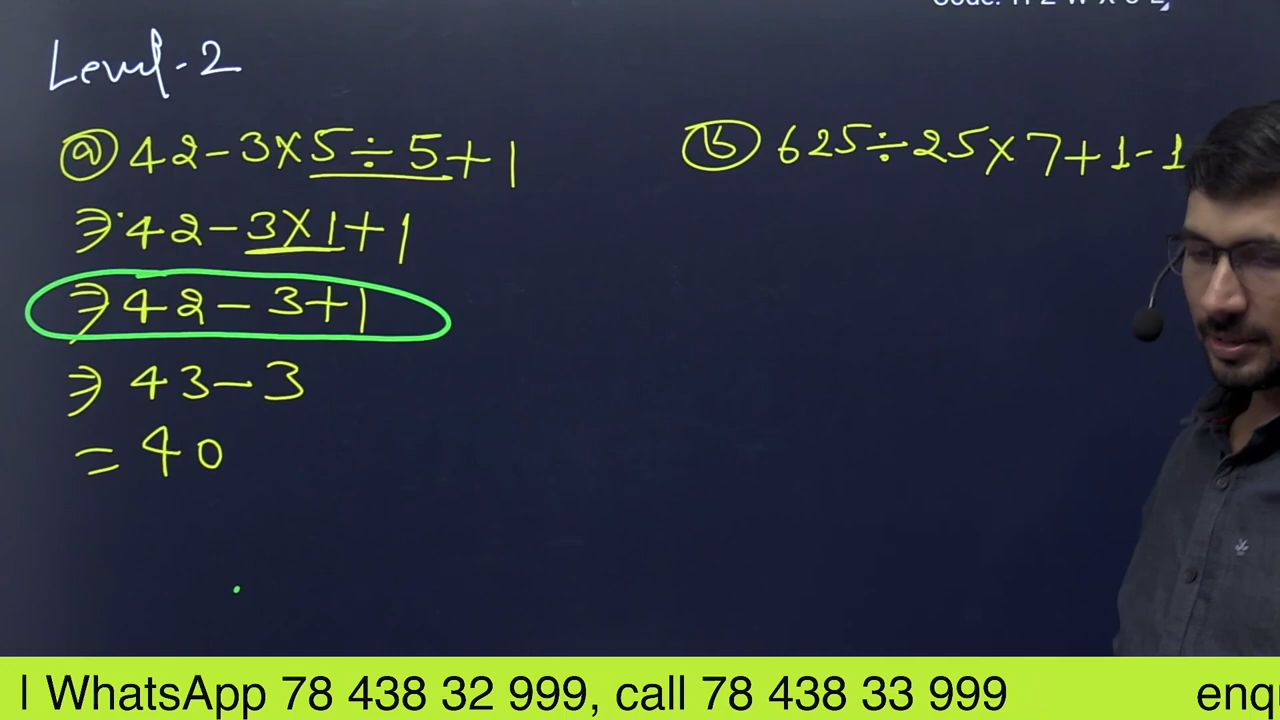 Level-2
ⓐ 42-3×5÷5+1
⇒ 42-3×1+1
⇒ 42-3+1
⇒ 43-3
= 40
ⓑ 625÷25×7+1-1
| WhatsApp 78 438 32 999, call 78 438 33 999
enq